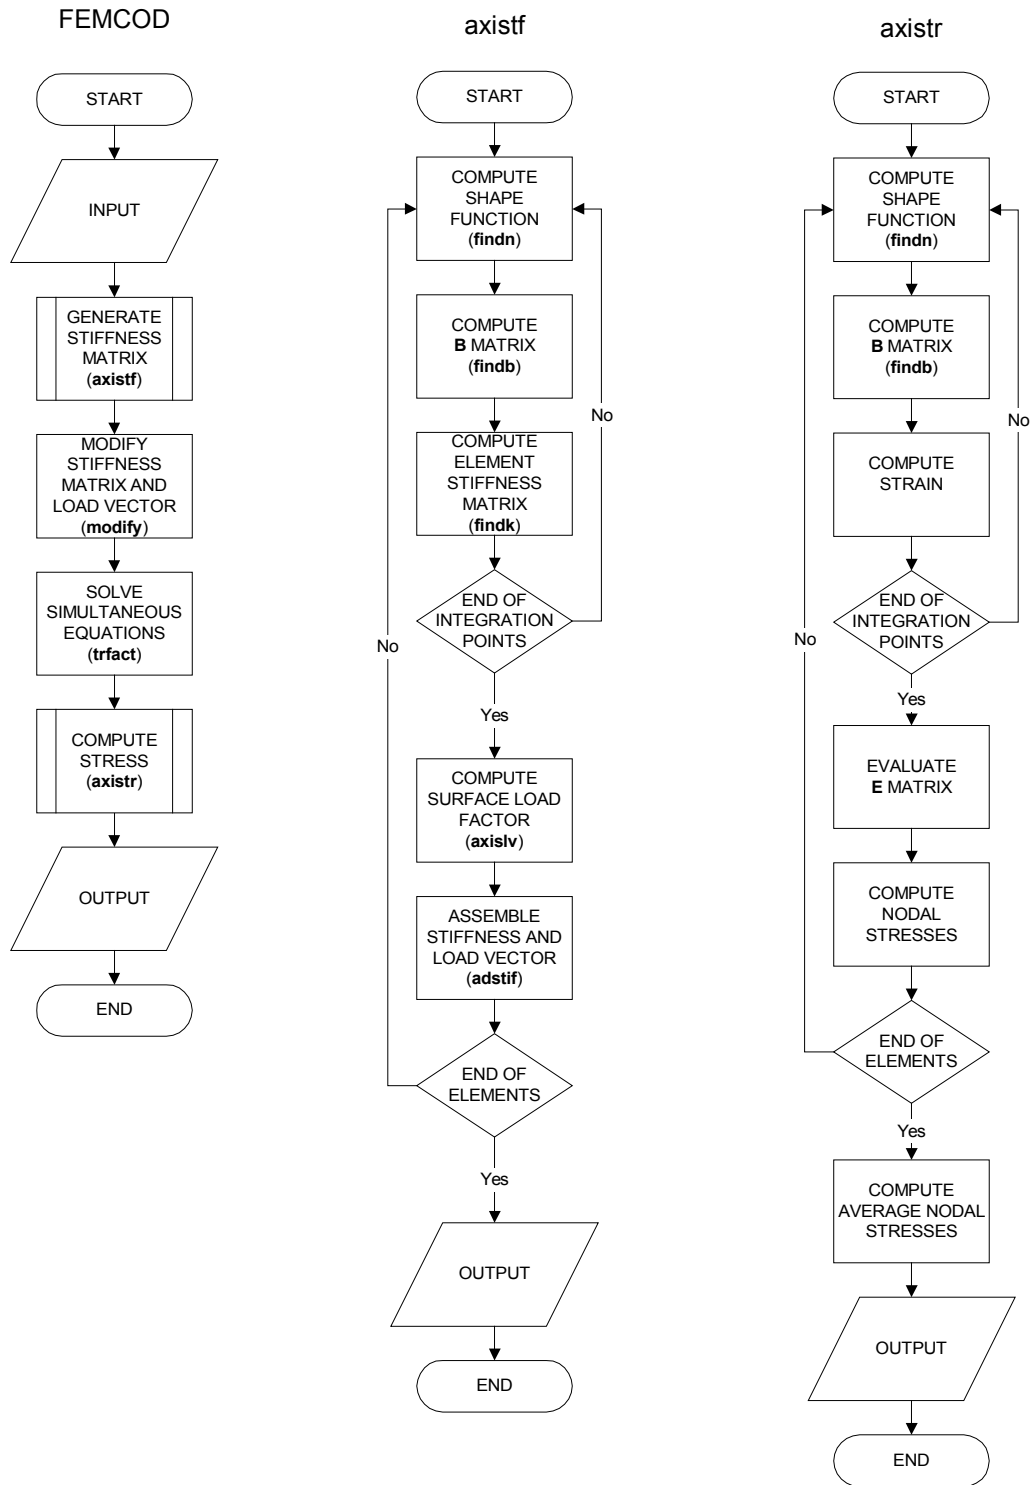 FEMCOD
START
INPUT
GENERATE
STIFFNESS
MATRIX
(axistf)
MODIFY
STIFFNESS
MATRIX AND
LOAD VECTOR
(modify)
SOLVE
SIMULTANEOUS
EQUATIONS
(trfact)
COMPUTE
STRESS
(axistr)
OUTPUT
END
axistf
START
COMPUTE
SHAPE
FUNCTION
(findn)
COMPUTE
B MATRIX
(findb)
No
COMPUTE
ELEMENT
STIFFNESS
MATRIX
(findk)
END OF
INTEGRATION
POINTS
No
Yes
COMPUTE
SURFACE LOAD
FACTOR
(axislv)
ASSEMBLE
STIFFNESS AND
LOAD VECTOR
(adstif)
END OF
ELEMENTS
Yes
OUTPUT
END
axistr
START
COMPUTE
SHAPE
FUNCTION
(findn)
COMPUTE
B MATRIX
(findb)
No
COMPUTE
STRAIN
END OF
INTEGRATION
POINTS
No
Yes
EVALUATE
E MATRIX
COMPUTE
NODAL
STRESSES
END OF
ELEMENTS
Yes
COMPUTE
AVERAGE NODAL
STRESSES
OUTPUT
END